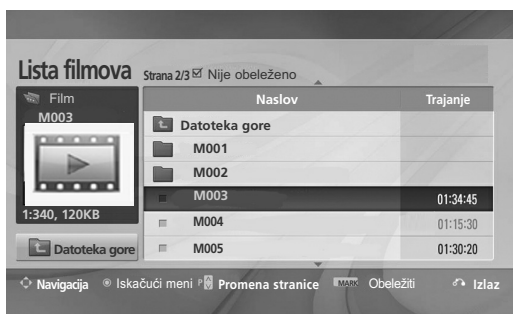 Lista filmova Strana 2/3 ☑ Nije obeleženo
Film
M003
1:340, 120KB
Datoteka gore
Naslov Trajanje
Datoteka gore
M001
M002
M003 01:34:45
M004 01:15:30
M005 01:30:20
Navigacija Iskačući meni P Promena stranice MARK Obeležiti Izlaz